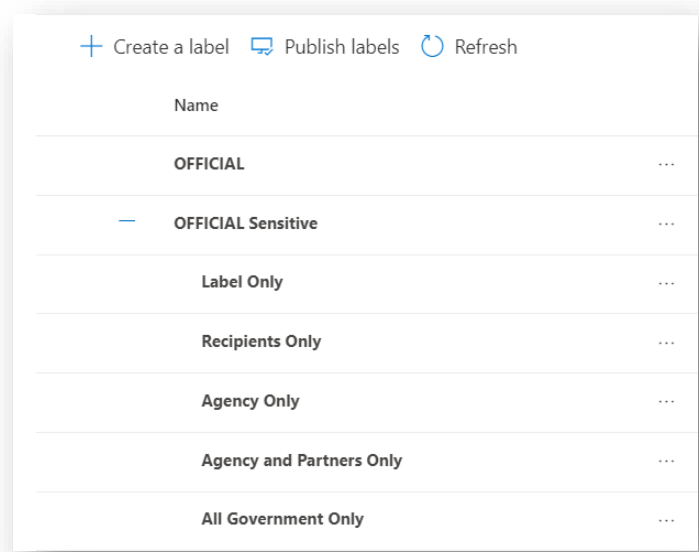 Create a label Publish labels Refresh
Name
OFFICIAL
OFFICIAL Sensitive
Label Only
Recipients Only
Agency Only
Agency and Partners Only
All Government Only